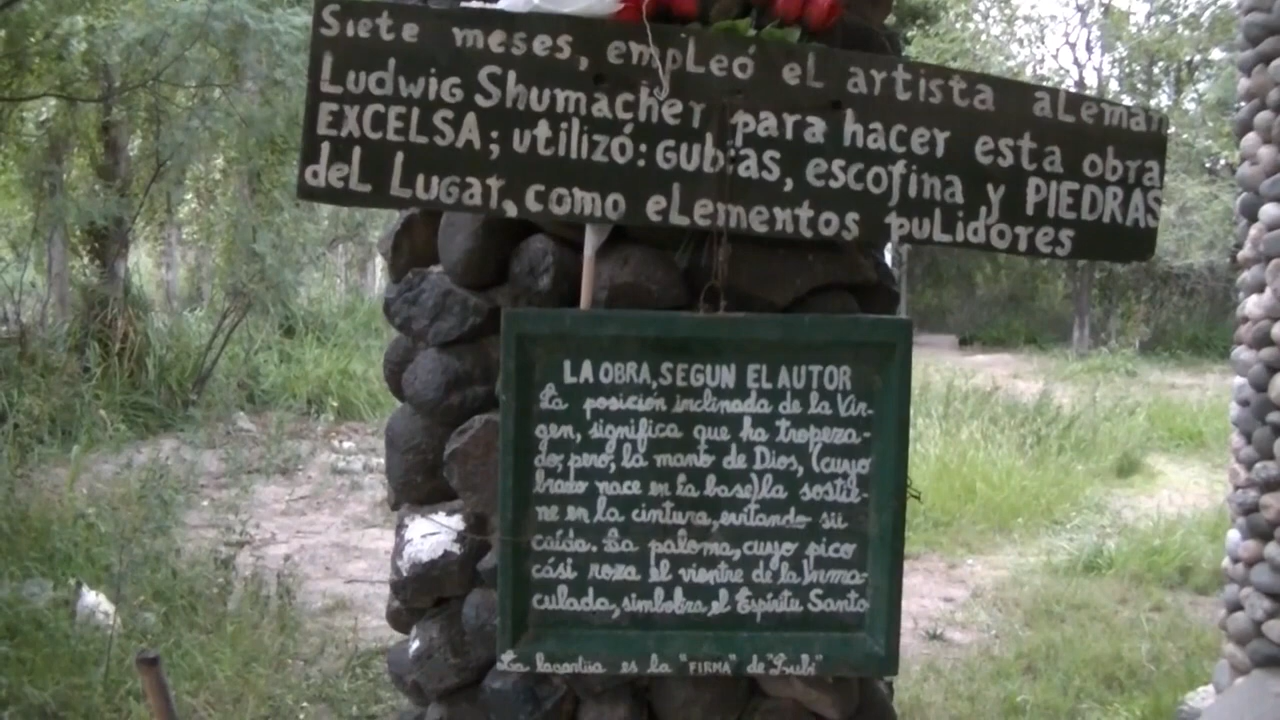 Siete meses, empleó el artista alemán
Ludwig Shumacher para hacer esta obra
EXCELSA; utilizó: gubias, escofina y PIEDRAS
del Lugar, como elementos pulidores
LA OBRA, SEGUN EL AUTOR
La posición inclinada de la Vir-
gen, significa que ha tropeza-
do; pero, la mano de Dios, (cuyo
brazo nace en la base) la sostie-
ne en la cintura, evitando su
caída. La paloma, cuyo pico
cási roza el vientre de la Inma-
culada, simboliza el Espíritu Santo
La lagartija es la "FIRMA" de "Lubi"